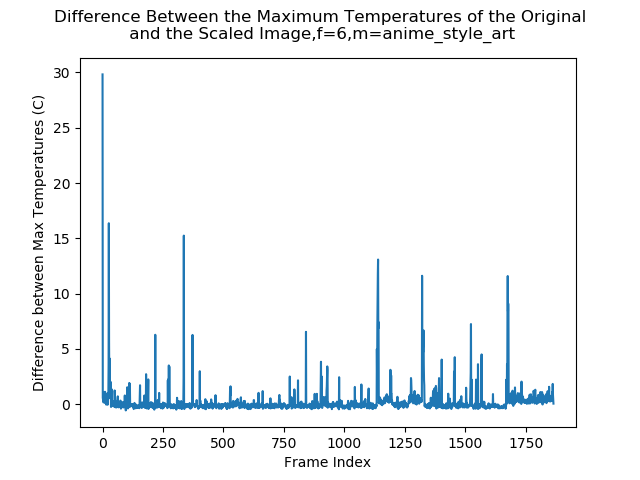 Difference Between the Maximum Temperatures of the Original
and the Scaled Image,f=6,m=anime_style_art
30
25
20
15
10
5
0
Difference between Max Temperatures (C)
0 250 500 750 1000 1250 1500 1750
Frame Index